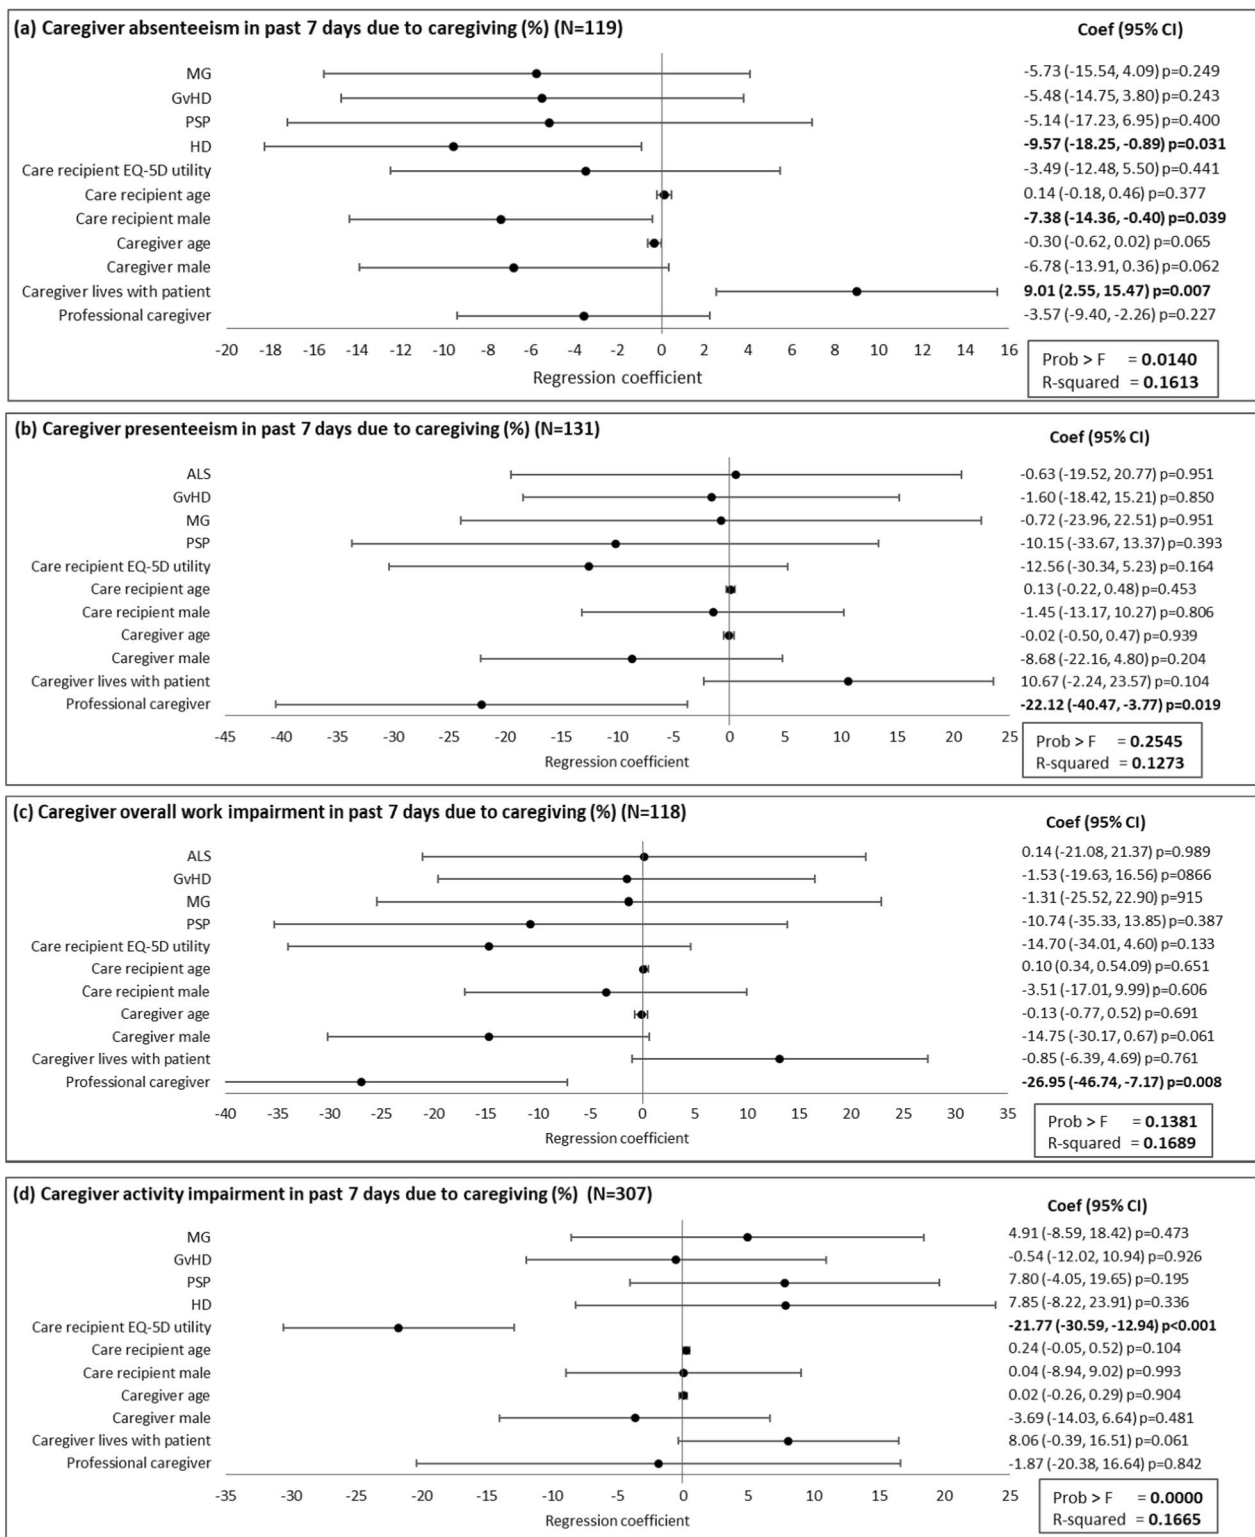 (a) Caregiver absenteeism in past 7 days due to caregiving (%) (N=119)
Coef (95% CI)
MG -5.73 (-15.54, 4.09) p=0.249
GvHD -5.48 (-14.75, 3.80) p=0.243
PSP -5.14 (-17.23, 6.95) p=0.400
HD -9.57 (-18.25, -0.89) p=0.031
Care recipient EQ-5D utility -3.49 (-12.48, 5.50) p=0.441
Care recipient age 0.14 (-0.18, 0.46) p=0.377
Care recipient male -7.38 (-14.36, -0.40) p=0.039
Caregiver age -0.30 (-0.62, 0.02) p=0.065
Caregiver male -6.78 (-13.91, 0.36) p=0.062
Caregiver lives with patient 9.01 (2.55, 15.47) p=0.007
Professional caregiver -3.57 (-9.40, -2.26) p=0.227
-20 -18 -16 -14 -12 -10 -8 -6 -4 -2 0 2 4 6 8 10 12 14 16
Regression coefficient
Prob > F = 0.0140
R-squared = 0.1613
(b) Caregiver presenteeism in past 7 days due to caregiving (%) (N=131)
Coef (95% CI)
ALS -0.63 (-19.52, 20.77) p=0.951
GvHD -1.60 (-18.42, 15.21) p=0.850
MG -0.72 (-23.96, 22.51) p=0.951
PSP -10.15 (-33.67, 13.37) p=0.393
Care recipient EQ-5D utility -12.56 (-30.34, 5.23) p=0.164
Care recipient age 0.13 (-0.22, 0.48) p=0.453
Care recipient male -1.45 (-13.17, 10.27) p=0.806
Caregiver age -0.02 (-0.50, 0.47) p=0.939
Caregiver male -8.68 (-22.16, 4.80) p=0.204
Caregiver lives with patient 10.67 (-2.24, 23.57) p=0.104
Professional caregiver -22.12 (-40.47, -3.77) p=0.019
-45 -40 -35 -30 -25 -20 -15 -10 -5 0 5 10 15 20 25
Regression coefficient
Prob > F = 0.2545
R-squared = 0.1273
(c) Caregiver overall work impairment in past 7 days due to caregiving (%) (N=118)
Coef (95% CI)
ALS 0.14 (-21.08, 21.37) p=0.989
GvHD -1.53 (-19.63, 16.56) p=0866
MG -1.31 (-25.52, 22.90) p=915
PSP -10.74 (-35.33, 13.85) p=0.387
Care recipient EQ-5D utility -14.70 (-34.01, 4.60) p=0.133
Care recipient age 0.10 (0.34, 0.54.09) p=0.651
Care recipient male -3.51 (-17.01, 9.99) p=0.606
Caregiver age -0.13 (-0.77, 0.52) p=0.691
Caregiver male -14.75 (-30.17, 0.67) p=0.061
Caregiver lives with patient -0.85 (-6.39, 4.69) p=0.761
Professional caregiver -26.95 (-46.74, -7.17) p=0.008
-40 -35 -30 -25 -20 -15 -10 -5 0 5 10 15 20 25 30 35
Regression coefficient
Prob > F = 0.1381
R-squared = 0.1689
(d) Caregiver activity impairment in past 7 days due to caregiving (%) (N=307)
Coef (95% CI)
MG 4.91 (-8.59, 18.42) p=0.473
GvHD -0.54 (-12.02, 10.94) p=0.926
PSP 7.80 (-4.05, 19.65) p=0.195
HD 7.85 (-8.22, 23.91) p=0.336
Care recipient EQ-5D utility -21.77 (-30.59, -12.94) p<0.001
Care recipient age 0.24 (-0.05, 0.52) p=0.104
Care recipient male 0.04 (-8.94, 9.02) p=0.993
Caregiver age 0.02 (-0.26, 0.29) p=0.904
Caregiver male -3.69 (-14.03, 6.64) p=0.481
Caregiver lives with patient 8.06 (-0.39, 16.51) p=0.061
Professional caregiver -1.87 (-20.38, 16.64) p=0.842
-35 -30 -25 -20 -15 -10 -5 0 5 10 15 20 25
Regression coefficient
Prob > F = 0.0000
R-squared = 0.1665